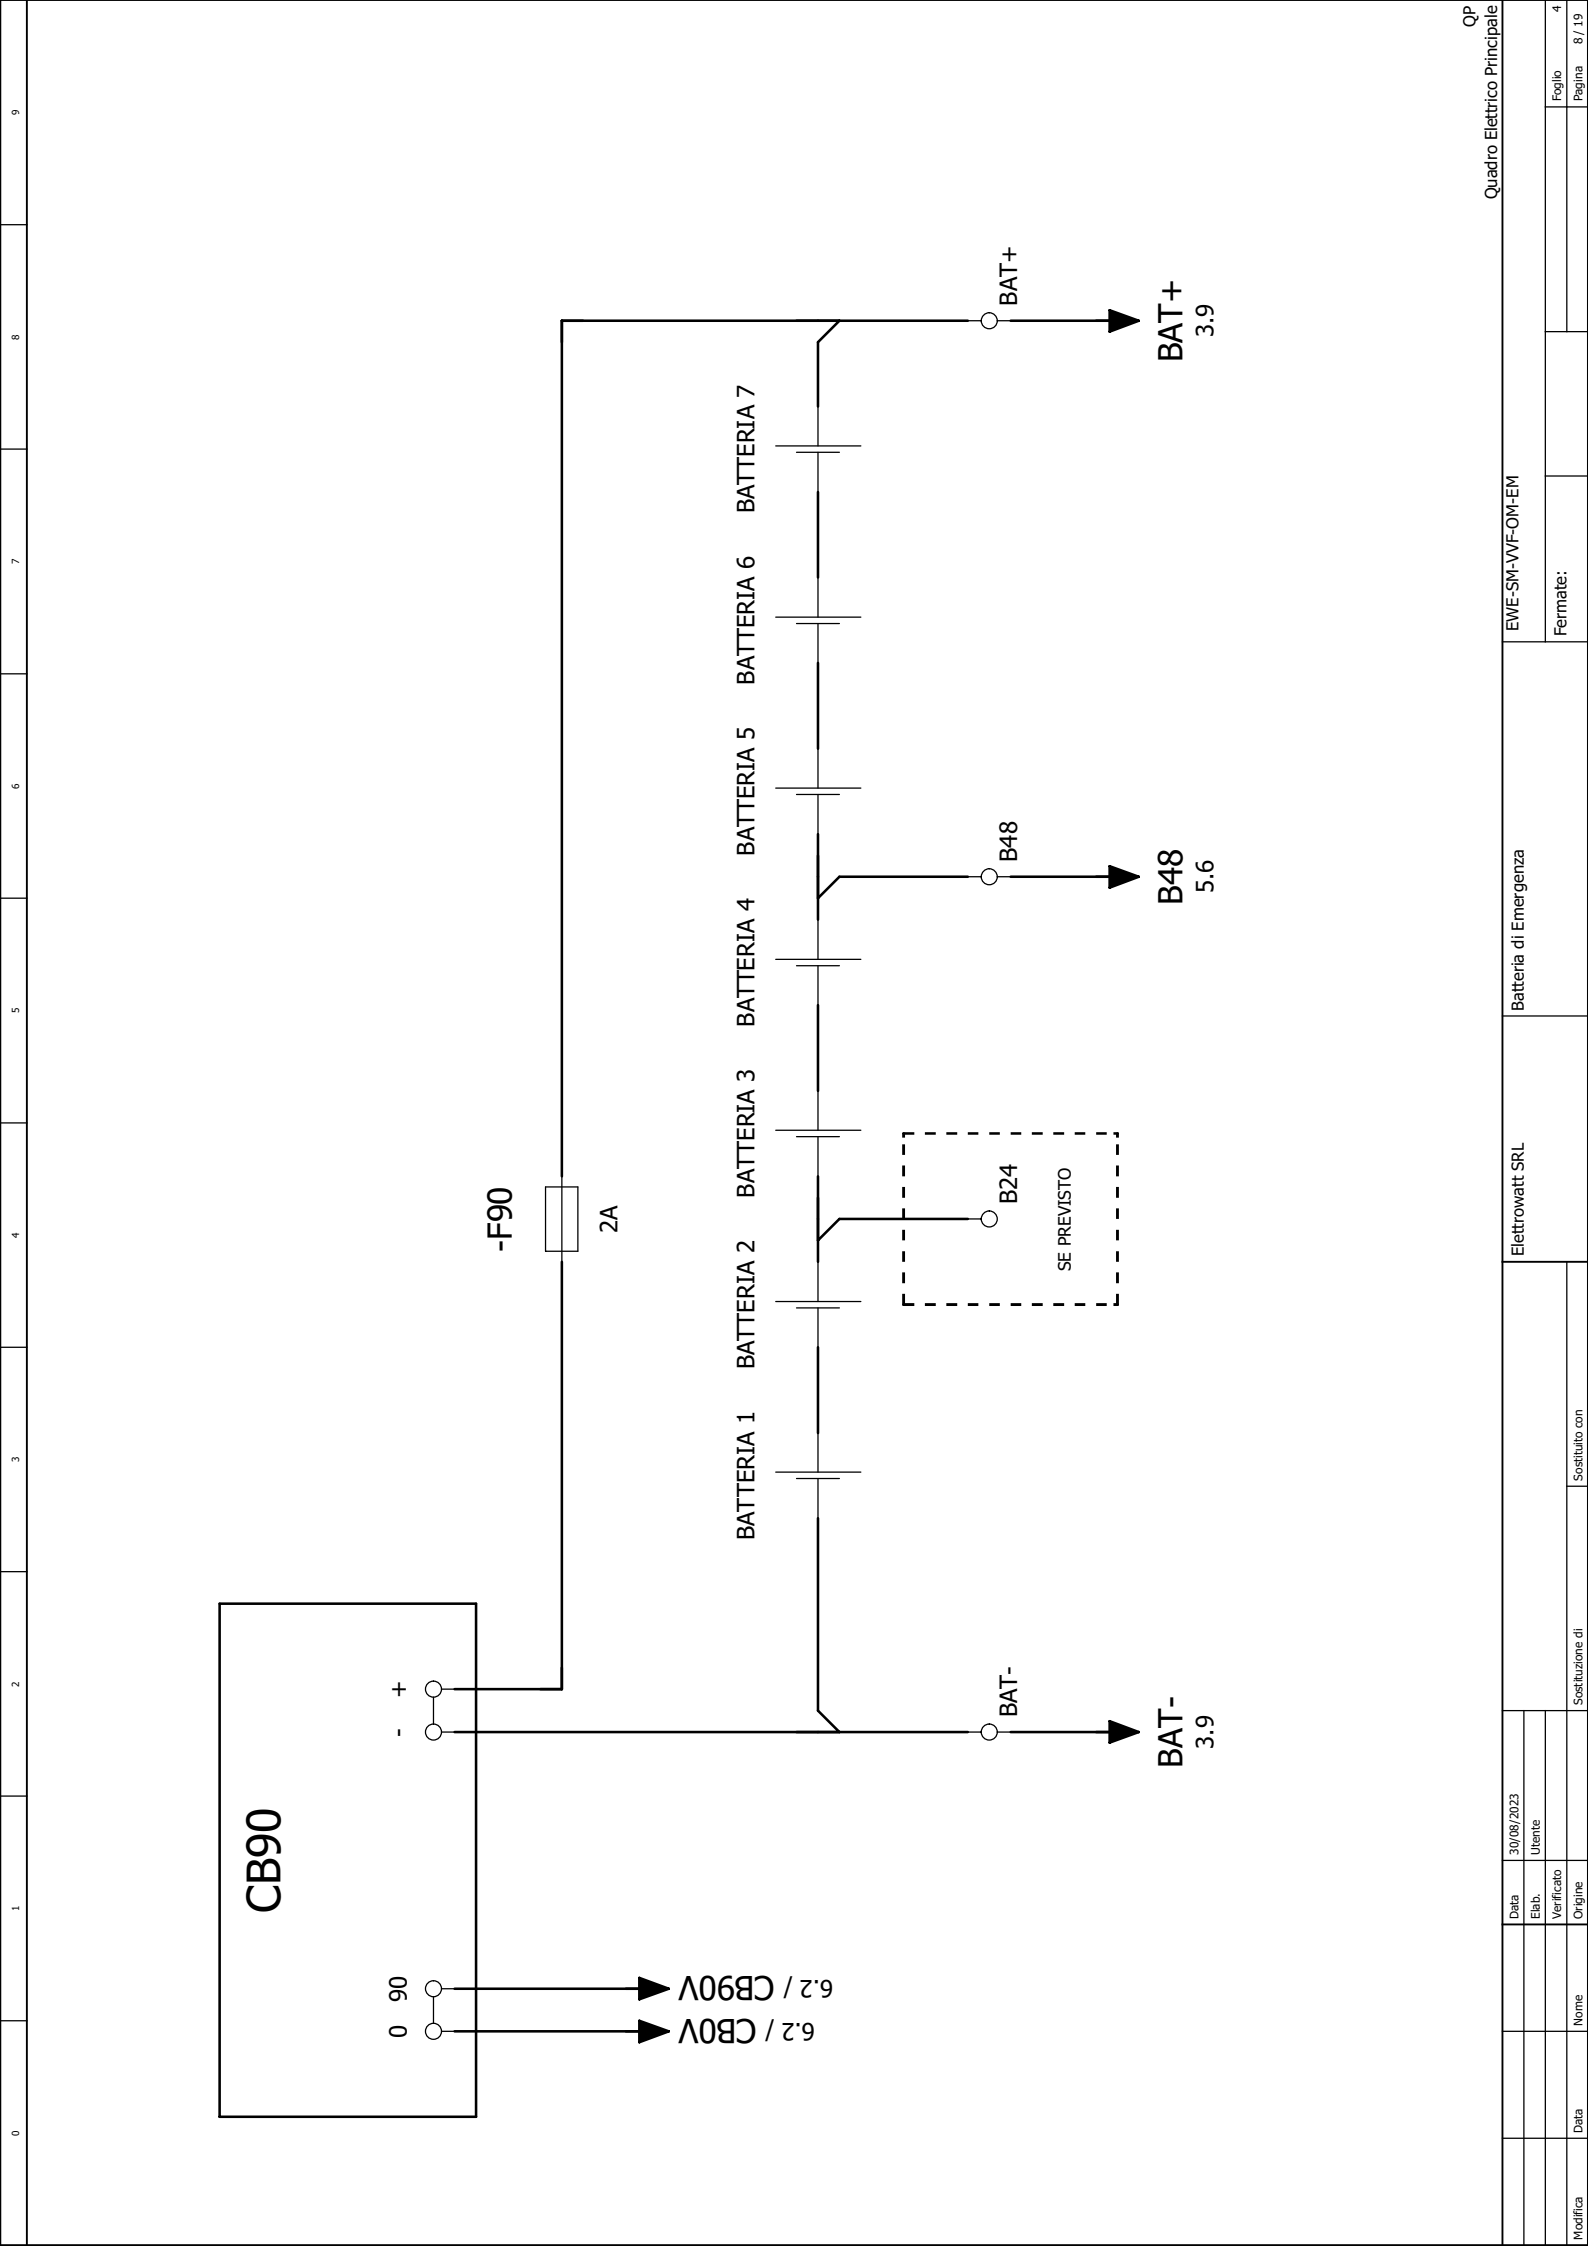 0 1 2 3 4 5 6 7 8 9
CB90
0 90 - +
CB0V / 6.2
CB90V / 6.2
-F90
2A
BATTERIA 1 BATTERIA 2 BATTERIA 3 BATTERIA 4 BATTERIA 5 BATTERIA 6 BATTERIA 7
BAT- B24 B48 BAT+
SE PREVISTO
BAT- B48 BAT+
3.9 5.6 3.9
QP
Quadro Elettrico Principale
Data 30/08/2023 Elettrowatt SRL Batteria di Emergenza EWE-SM-VVF-OM-EM
Elab. Utente
Verificato Fermate: Foglio 4
Modifica Data Nome Origine Sostituzione di Sostituito con Pagina 8 / 19